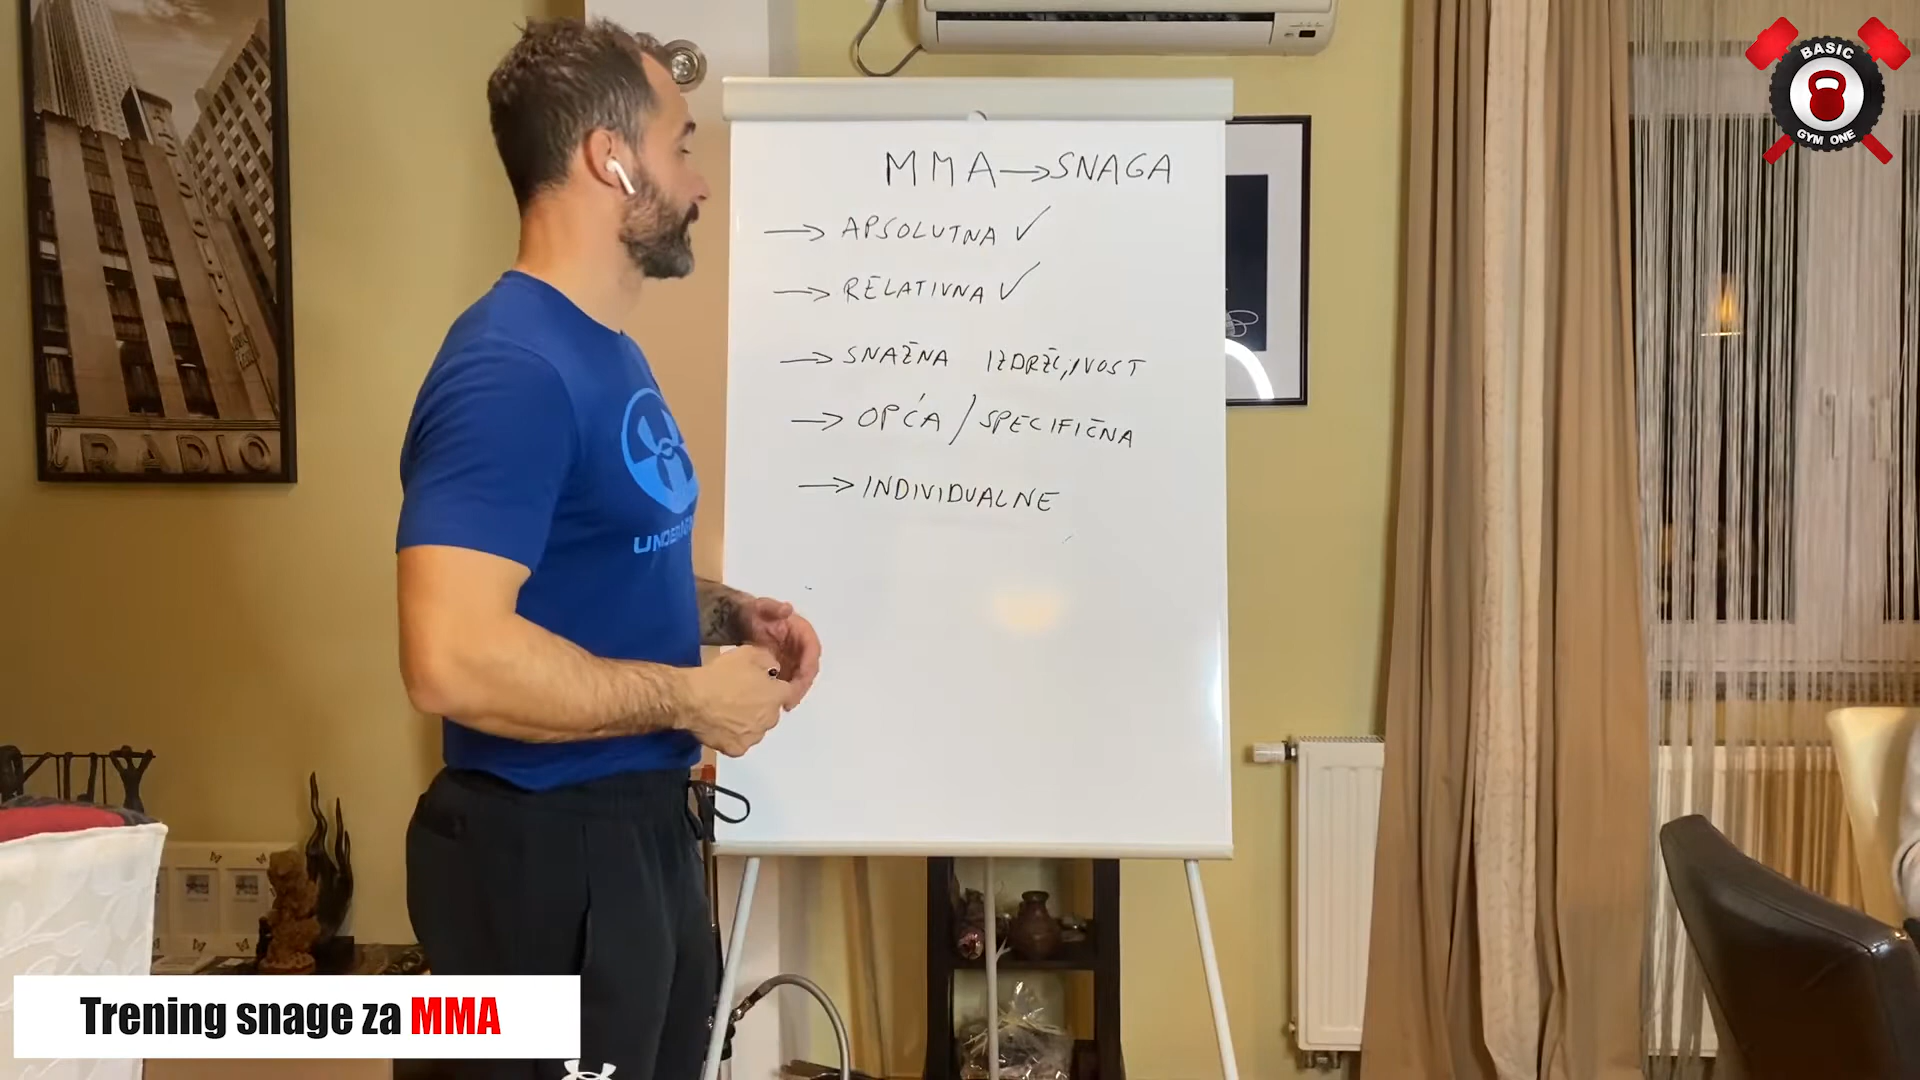 BASIC
GYM ONE
MMA → SNAGA
→ APSOLUTNA ✓
→ RELATIVNA ✓
→ SNAŽNA IZDRŽLJIVOST
→ OPĆA / SPECIFIČNA
→ INDIVIDUALNE
RADIO
Trening snage za MMA